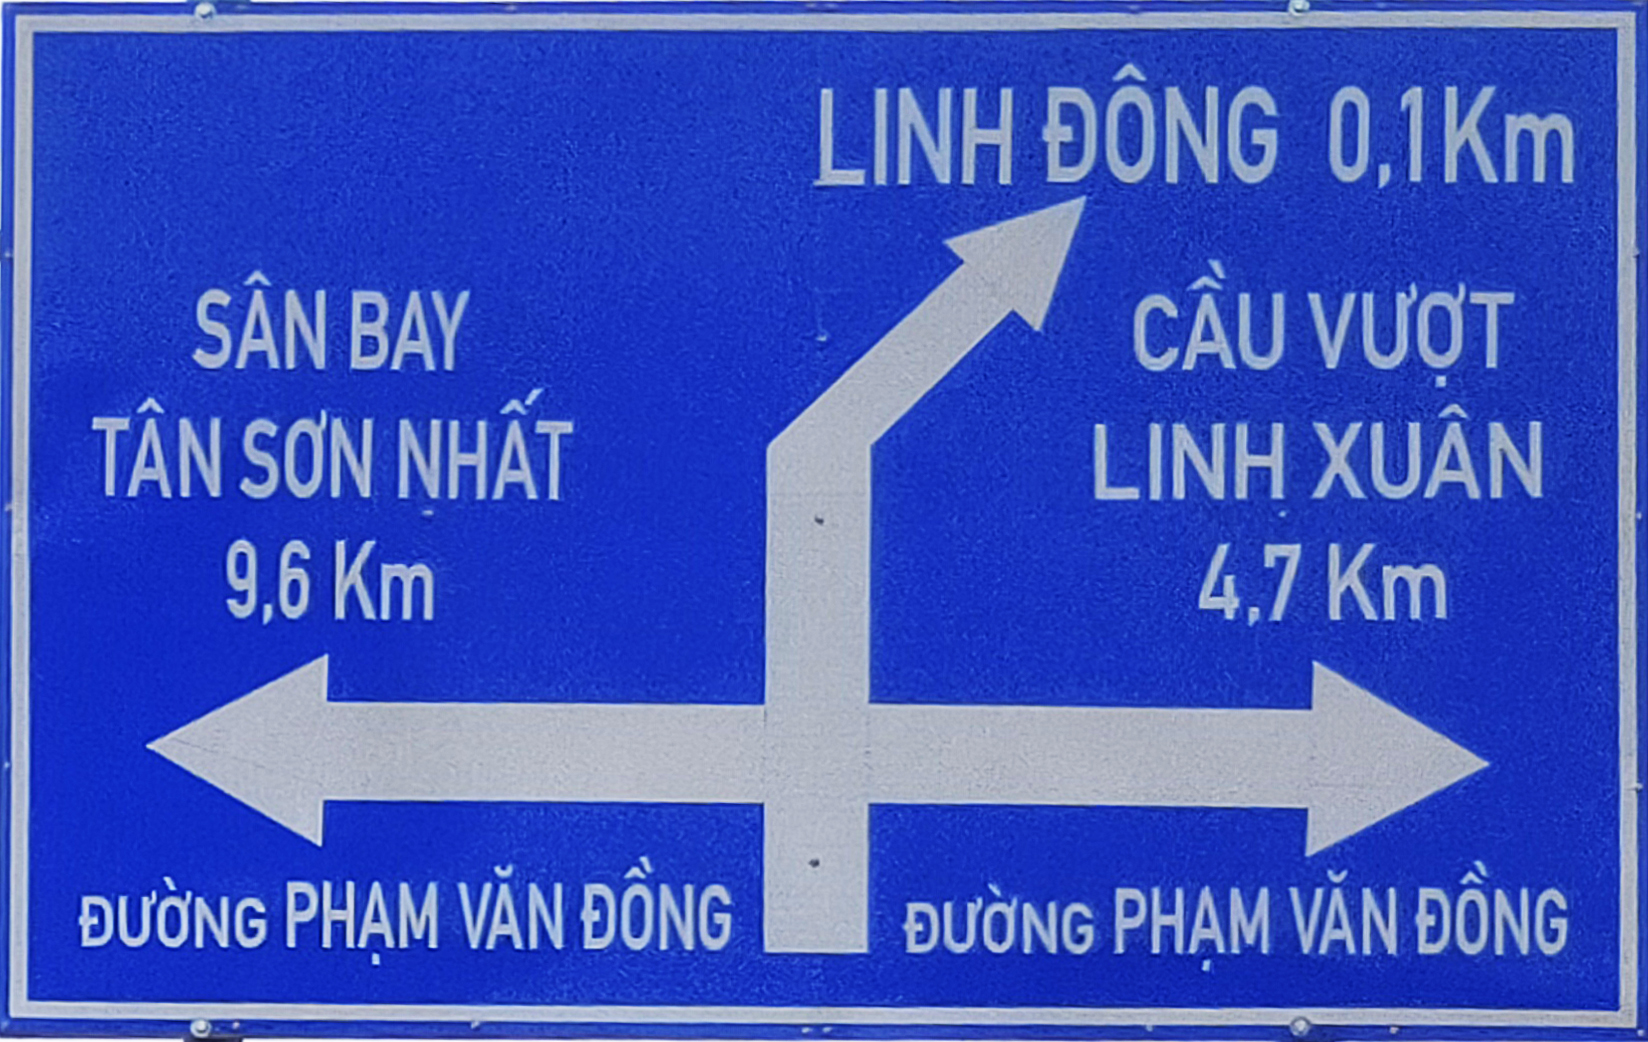 LINH ĐÔNG 0,1Km
SÂN BAY
TÂN SƠN NHẤT
9,6 Km
CẦU VƯỢT
LINH XUÂN
4,7 Km
ĐƯỜNG PHẠM VĂN ĐỒNG
ĐƯỜNG PHẠM VĂN ĐỒNG